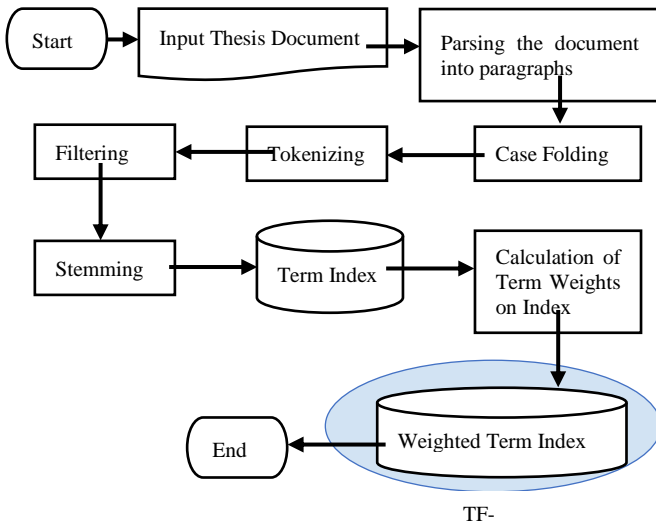 Start
Input Thesis Document
Parsing the document
into paragraphs
Case Folding
Tokenizing
Filtering
Stemming
Term Index
Calculation of
Term Weights
on Index
Weighted Term Index
End
TF-